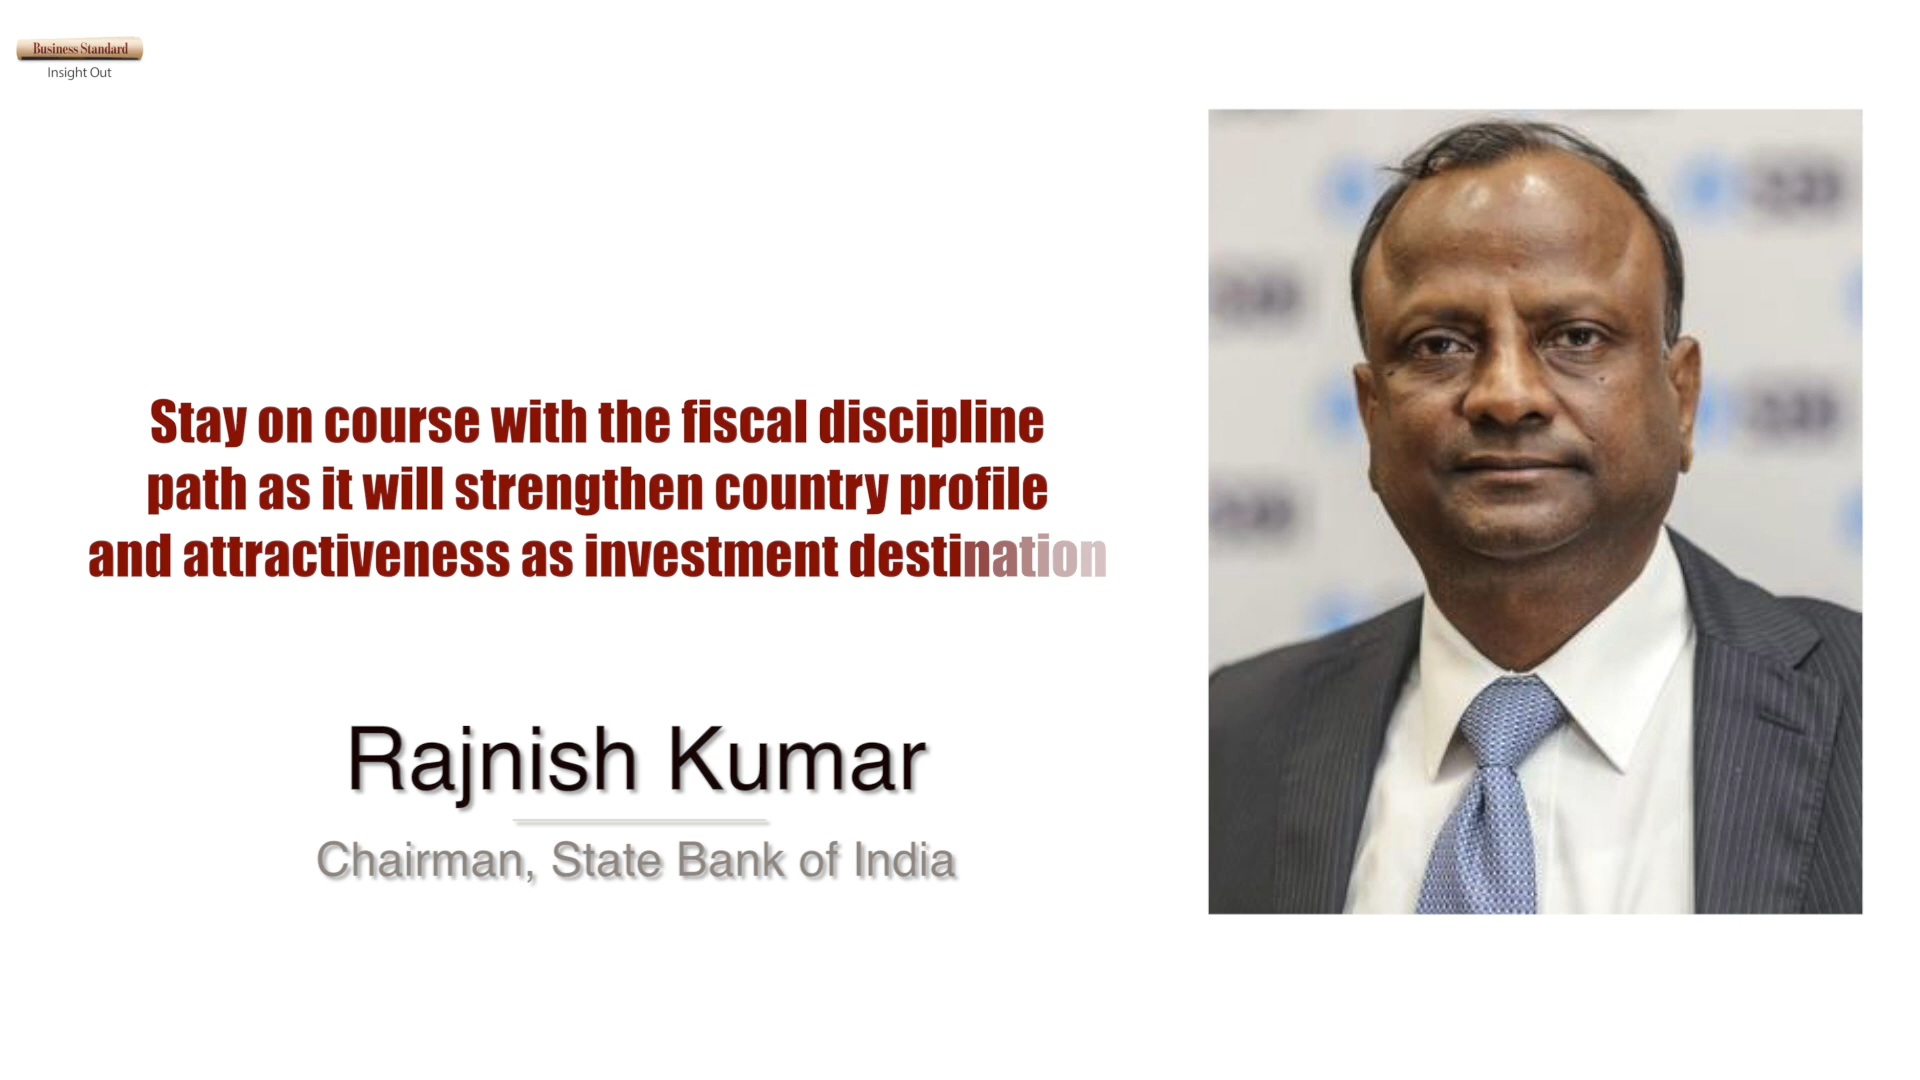 Business Standard
Insight Out
Stay on course with the fiscal discipline
path as it will strengthen country profile
and attractiveness as investment destination
Rajnish Kumar
Chairman, State Bank of India